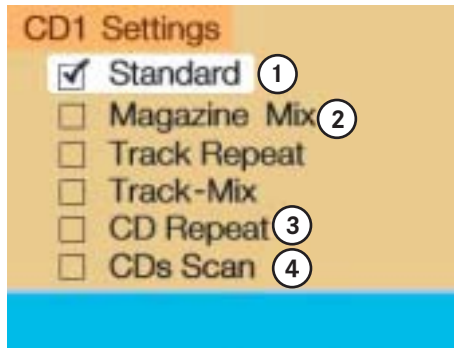 CD1 Settings
Standard 1
Magazine Mix 2
Track Repeat
Track-Mix
CD Repeat 3
CDs Scan 4